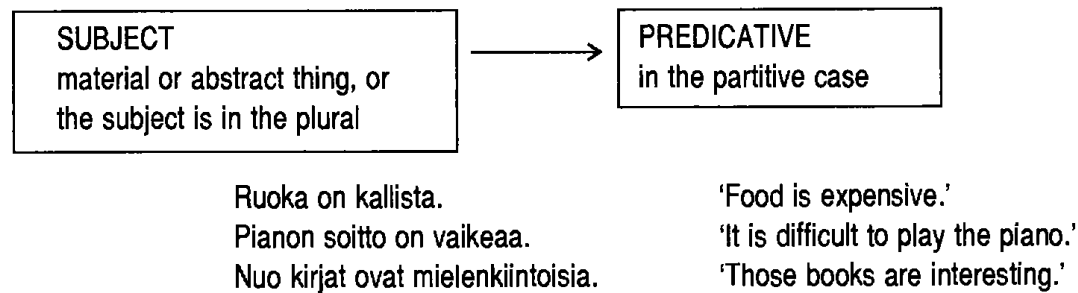 SUBJECT
material or abstract thing, or
the subject is in the plural
PREDICATIVE
in the partitive case
Ruoka on kallista. 'Food is expensive.'
Pianon soitto on vaikeaa. 'It is difficult to play the piano.'
Nuo kirjat ovat mielenkiintoisia. 'Those books are interesting.'